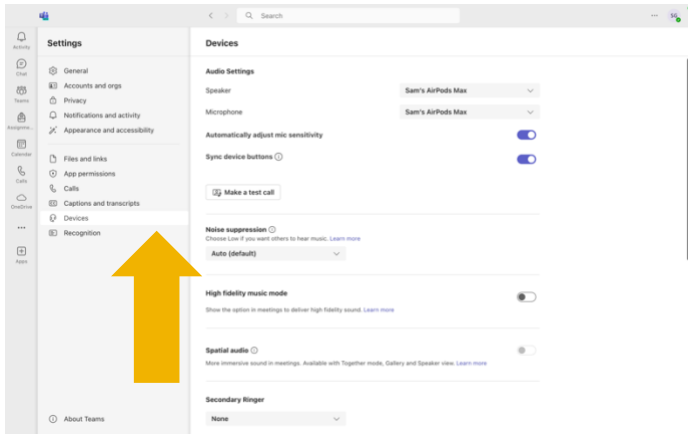 Search
SG
Activity
Chat
Teams
Assignme...
Calendar
Calls
OneDrive
Apps
Settings
General
Accounts and orgs
Privacy
Notifications and activity
Appearance and accessibility
Files and links
App permissions
Calls
Captions and transcripts
Devices
Recognition
About Teams
Devices
Audio Settings
Speaker
Sam's AirPods Max
Microphone
Sam's AirPods Max
Automatically adjust mic sensitivity
Sync device buttons
Make a test call
Noise suppression
Choose Low if you want others to hear music. Learn more
Auto (default)
High fidelity music mode
Show the option in meetings to deliver high fidelity sound. Learn more
Spatial audio
More immersive sound in meetings. Available with Together mode, Gallery and Speaker view. Learn more
Secondary Ringer
None